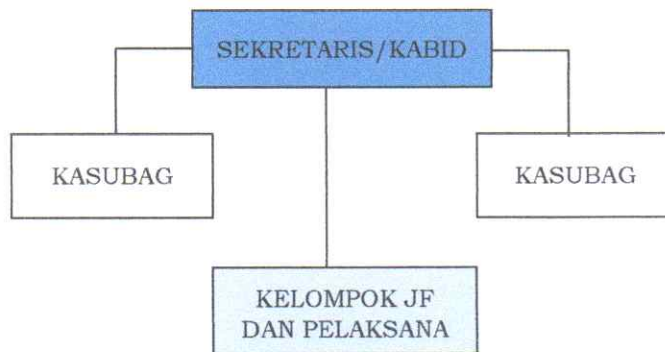 SEKRETARIS/KABID
KASUBAG
KASUBAG
KELOMPOK JF
DAN PELAKSANA